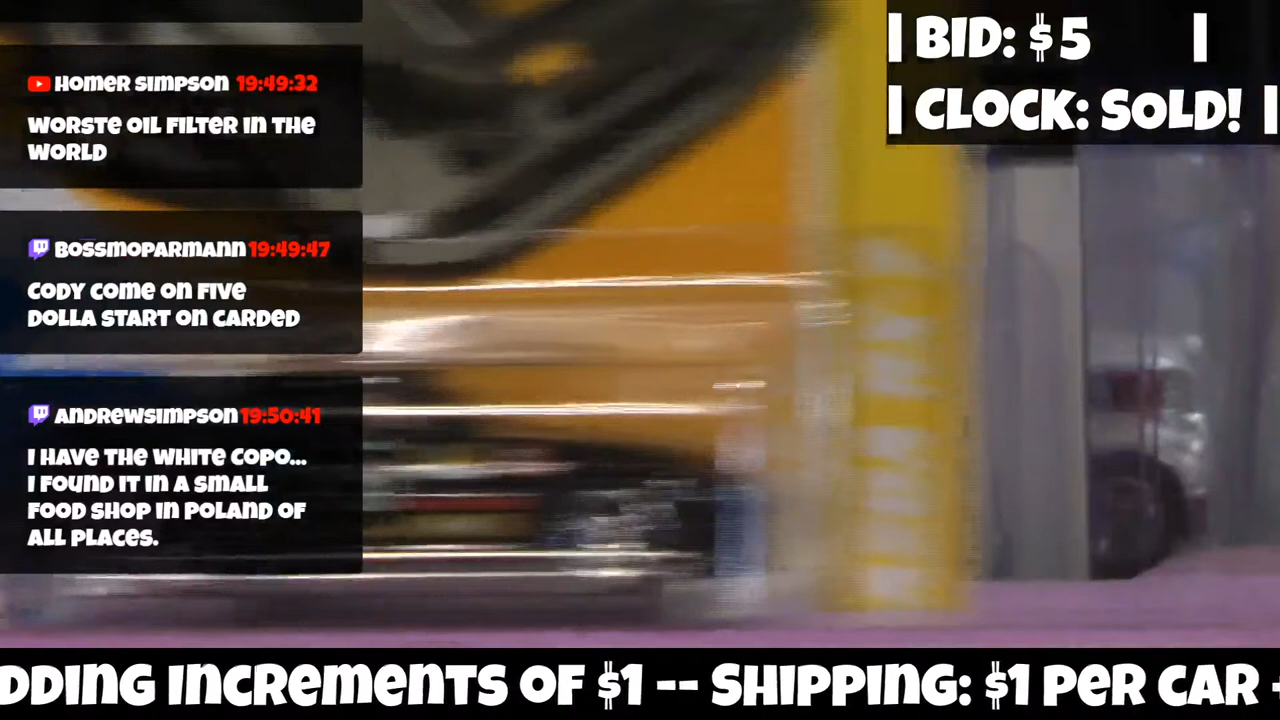 Homer Simpson 19:49:32
WORSTE OIL FILTER IN THE
WORLD
BossmoparmAnn 19:49:47
CODY COME ON FIVE
DOLLA START ON CARDED
Andrewsimpson 19:50:41
I HAVE THE WHITE COPO...
I FOUND IT IN A SMALL
FOOD SHOP IN POLAND OF
ALL PLACES.
| BID: $5 |
| CLOCK: SOLD! |
DDING INCREMENTS OF $1 -- SHIPPING: $1 PER CAR -